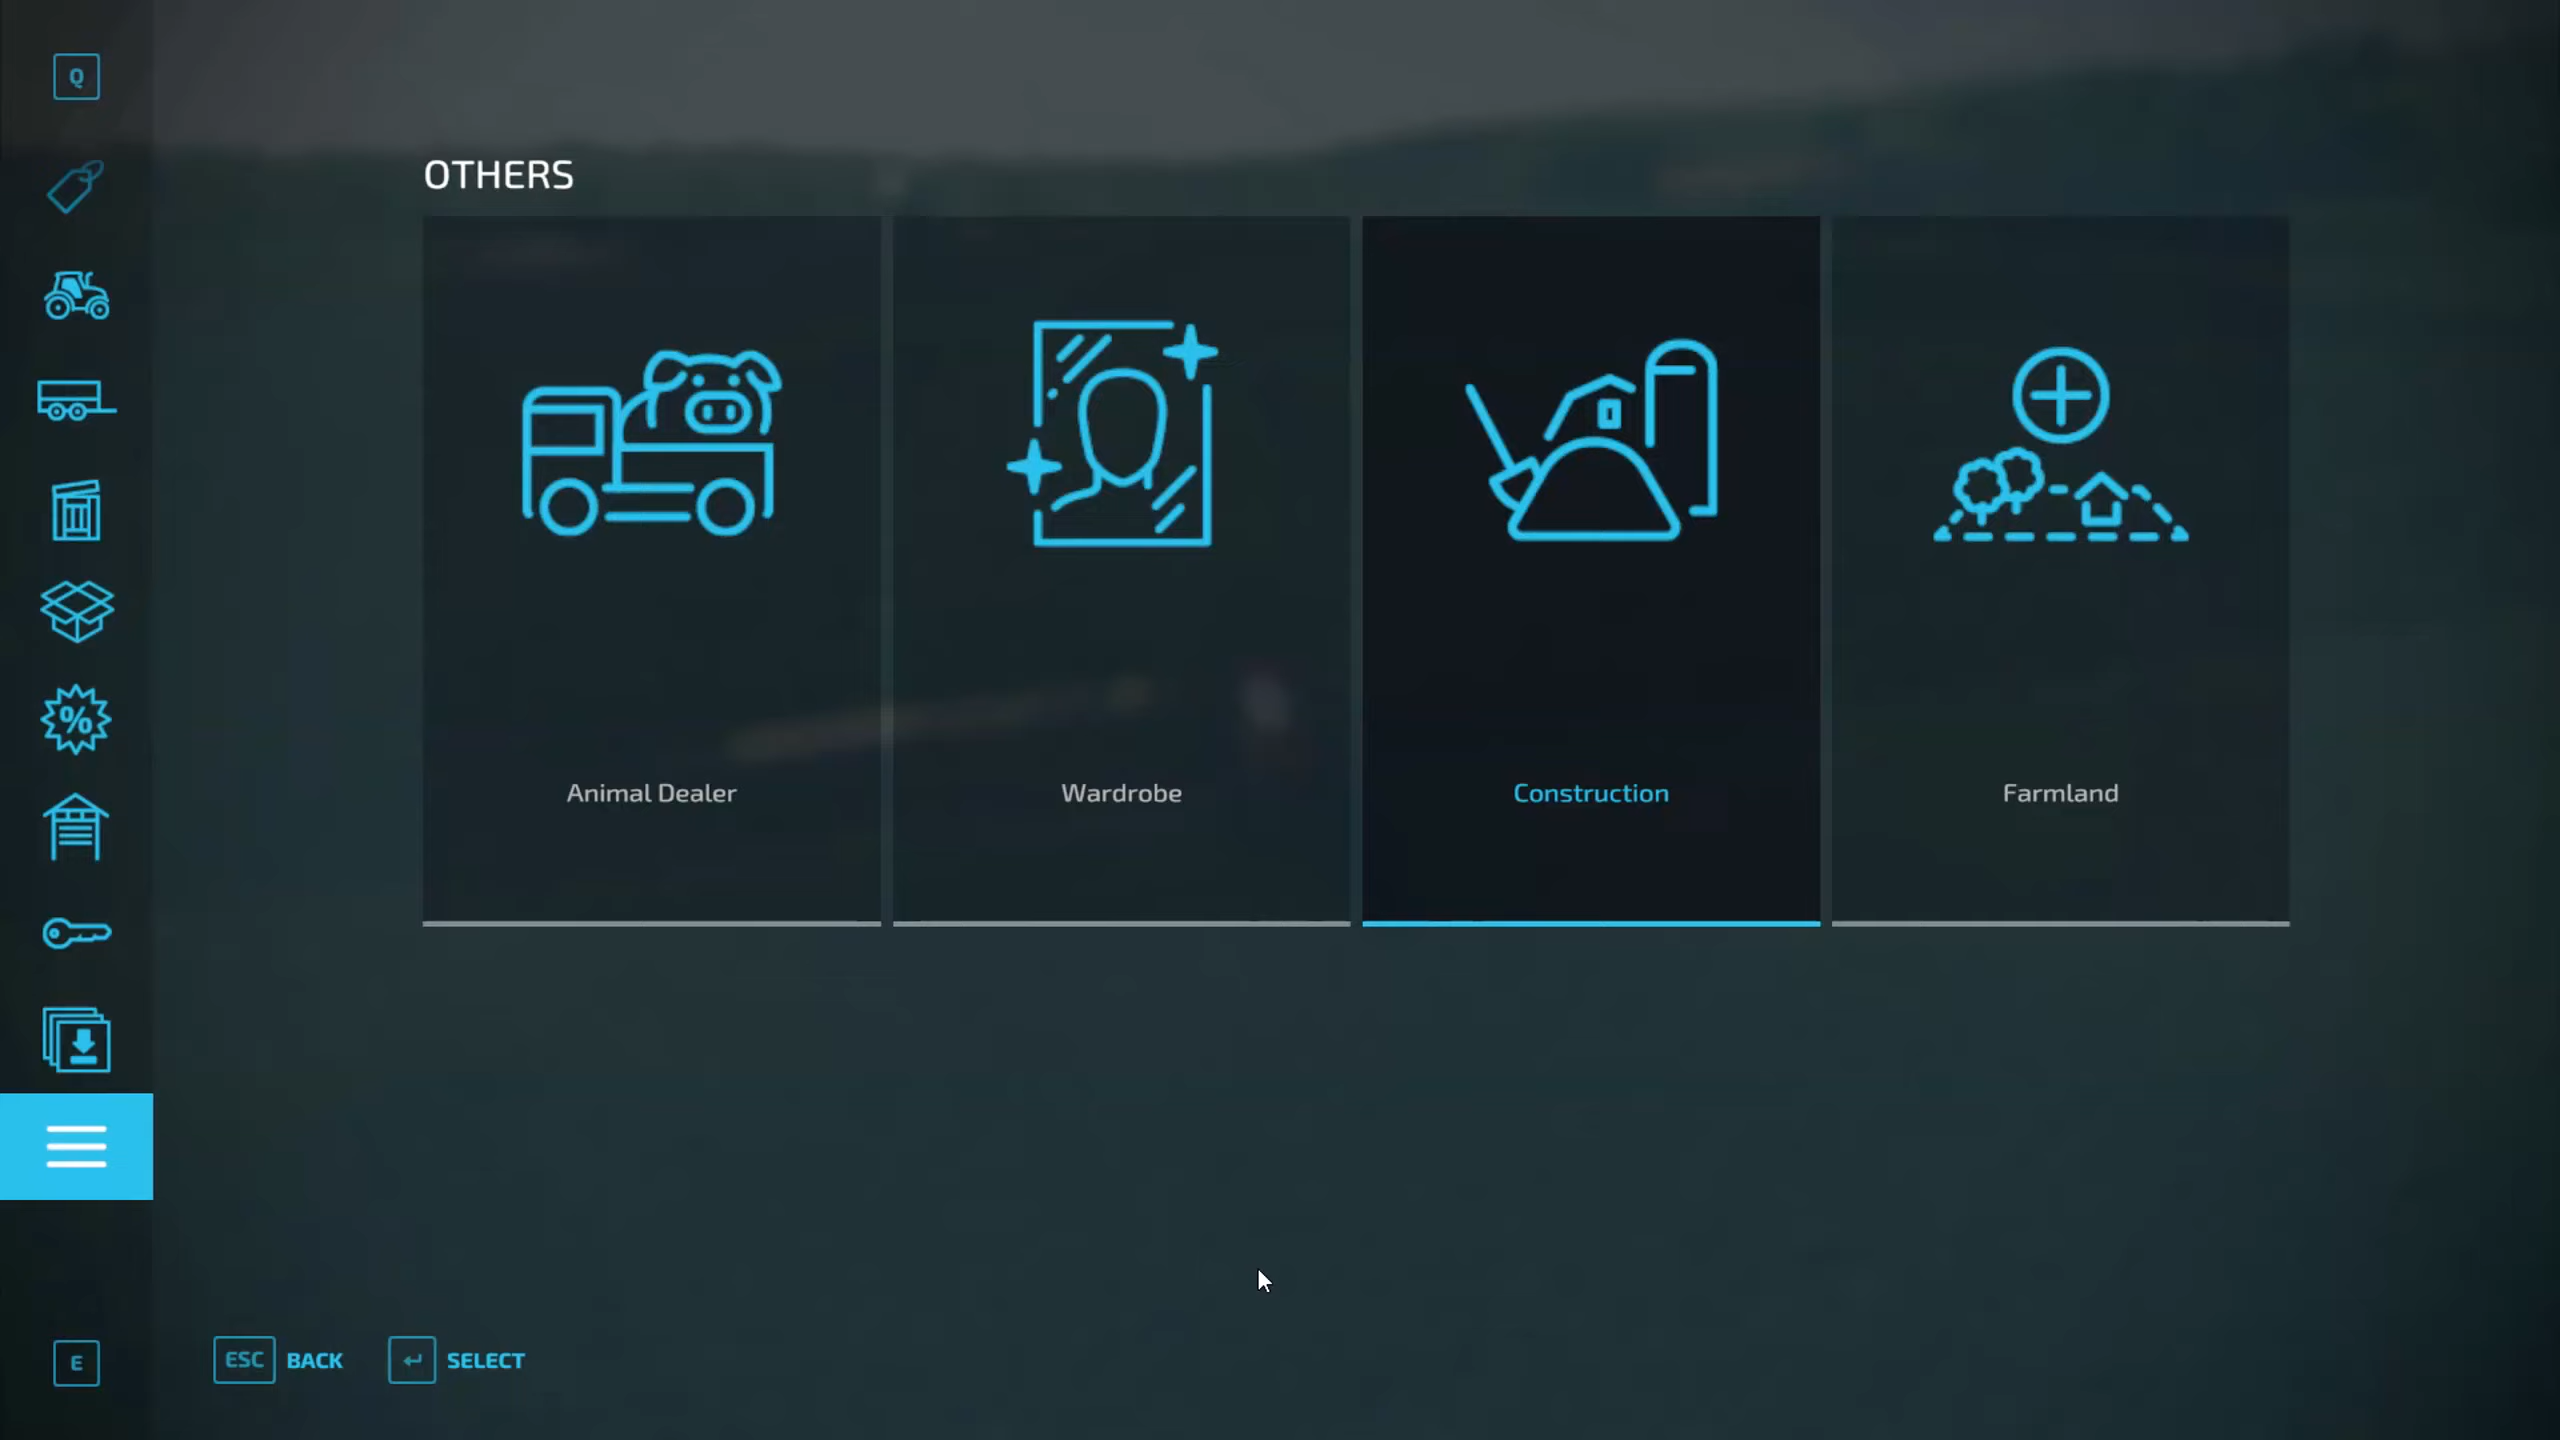 Q
OTHERS
Animal Dealer
Wardrobe
Construction
Farmland
%
E
ESC BACK
SELECT